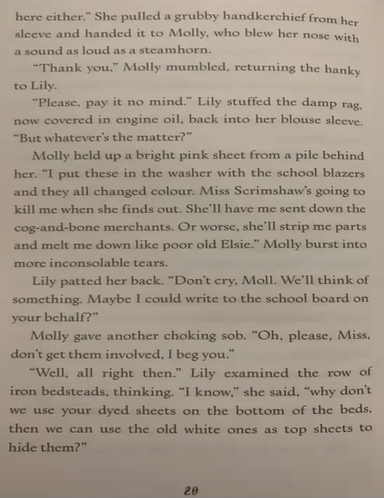 here either.” She pulled a grubby handkerchief from her
sleeve and handed it to Molly, who blew her nose with
a sound as loud as a steamhorn.
“Thank you,” Molly mumbled, returning the hanky
to Lily.
“Please, pay it no mind.” Lily stuffed the damp rag,
now covered in engine oil, back into her blouse sleeve.
“But whatever’s the matter?”
Molly held up a bright pink sheet from a pile behind
her. “I put these in the washer with the school blazers
and they all changed colour. Miss Scrimshaw’s going to
kill me when she finds out. She’ll have me sent down the
cog-and-bone merchants. Or worse, she’ll strip me parts
and melt me down like poor old Elsie.” Molly burst into
more inconsolable tears.
Lily patted her back. “Don’t cry, Moll. We’ll think of
something. Maybe I could write to the school board on
your behalf?”
Molly gave another choking sob. “Oh, please, Miss,
don’t get them involved, I beg you.”
“Well, all right then.” Lily examined the row of
iron bedsteads, thinking. “I know,” she said, “why don’t
we use your dyed sheets on the bottom of the beds,
then we can use the old white ones as top sheets to
hide them?”
20